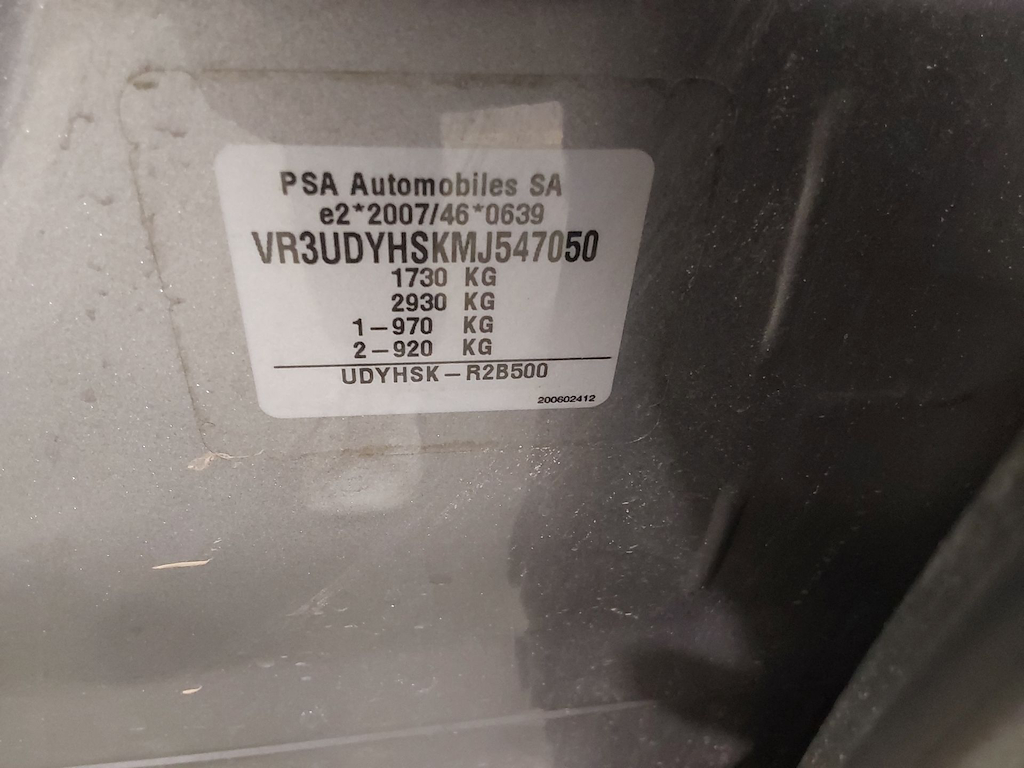 PSA Automobiles SA
e2*2007/46*0639
VR3UDYHSKMJ547050
1730 KG
2930 KG
1-970 KG
2-920 KG
UDYHSK-R2B500
200602412